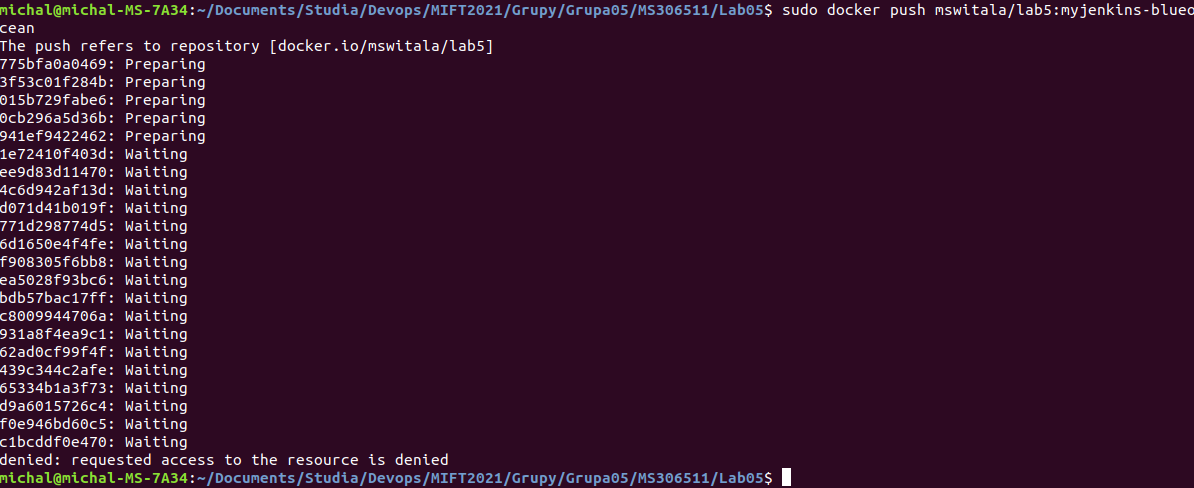 michal@michal-MS-7A34:~/Documents/Studia/Devops/MIFT2021/Grupy/Grupa05/MS306511/Lab05$ sudo docker push mswitala/lab5:myjenkins-blueo
cean
The push refers to repository [docker.io/mswitala/lab5]
775bfa0a0469: Preparing
3f53c01f284b: Preparing
015b729fabe6: Preparing
0cb296a5d36b: Preparing
941ef9422462: Preparing
1e72410f403d: Waiting
ee9d83d11470: Waiting
4c6d942af13d: Waiting
d071d41b019f: Waiting
771d298774d5: Waiting
6d1650e4f4fe: Waiting
f908305f6bb8: Waiting
ea5028f93bc6: Waiting
bdb57bac17ff: Waiting
c8009944706a: Waiting
931a8f4ea9c1: Waiting
62ad0cf99f4f: Waiting
439c344c2afe: Waiting
65334b1a3f73: Waiting
d9a6015726c4: Waiting
f0e946bd60c5: Waiting
c1bcddf0e470: Waiting
denied: requested access to the resource is denied
michal@michal-MS-7A34:~/Documents/Studia/Devops/MIFT2021/Grupy/Grupa05/MS306511/Lab05$